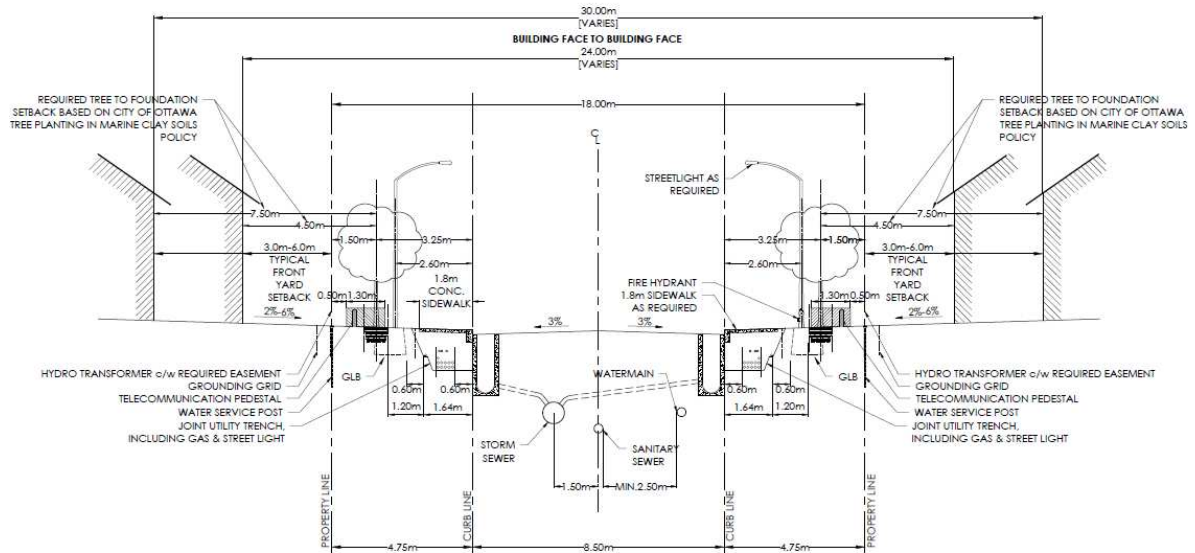 30.00m
[VARIES]
BUILDING FACE TO BUILDING FACE
24.00m
[VARIES]
REQUIRED TREE TO FOUNDATION
SETBACK BASED ON CITY OF OTTAWA
TREE PLANTING IN MARINE CLAY SOILS
POLICY
18.00m
REQUIRED TREE TO FOUNDATION
SETBACK BASED ON CITY OF OTTAWA
TREE PLANTING IN MARINE CLAY SOILS
POLICY
C
L
STREETLIGHT AS
REQUIRED
7.50m
4.50m
1.50m
3.25m
3.0m-6.0m
TYPICAL
FRONT
YARD
SETBACK
2.60m
1.8m
CONC.
SIDEWALK
0.50m
1.30m
2%-6%
3%
3%
7.50m
4.50m
3.25m
1.50m
2.60m
3.0m-6.0m
TYPICAL
FRONT
YARD
SETBACK
FIRE HYDRANT
1.8m SIDEWALK
AS REQUIRED
1.30m
0.50m
2%-6%
HYDRO TRANSFORMER c/w REQUIRED EASEMENT
GROUNDING GRID
TELECOMMUNICATION PEDESTAL
WATER SERVICE POST
JOINT UTILITY TRENCH,
INCLUDING GAS & STREET LIGHT
GLB
0.60m
0.60m
1.20m
1.64m
STORM
SEWER
WATERMAIN
SANITARY
SEWER
1.50m
MIN.2.50m
0.60m
0.60m
1.64m
1.20m
GLB
HYDRO TRANSFORMER c/w REQUIRED EASEMENT
GROUNDING GRID
TELECOMMUNICATION PEDESTAL
WATER SERVICE POST
JOINT UTILITY TRENCH,
INCLUDING GAS & STREET LIGHT
PROPERTY LINE
CURB LINE
CURB LINE
PROPERTY LINE
4.75m
8.50m
4.75m